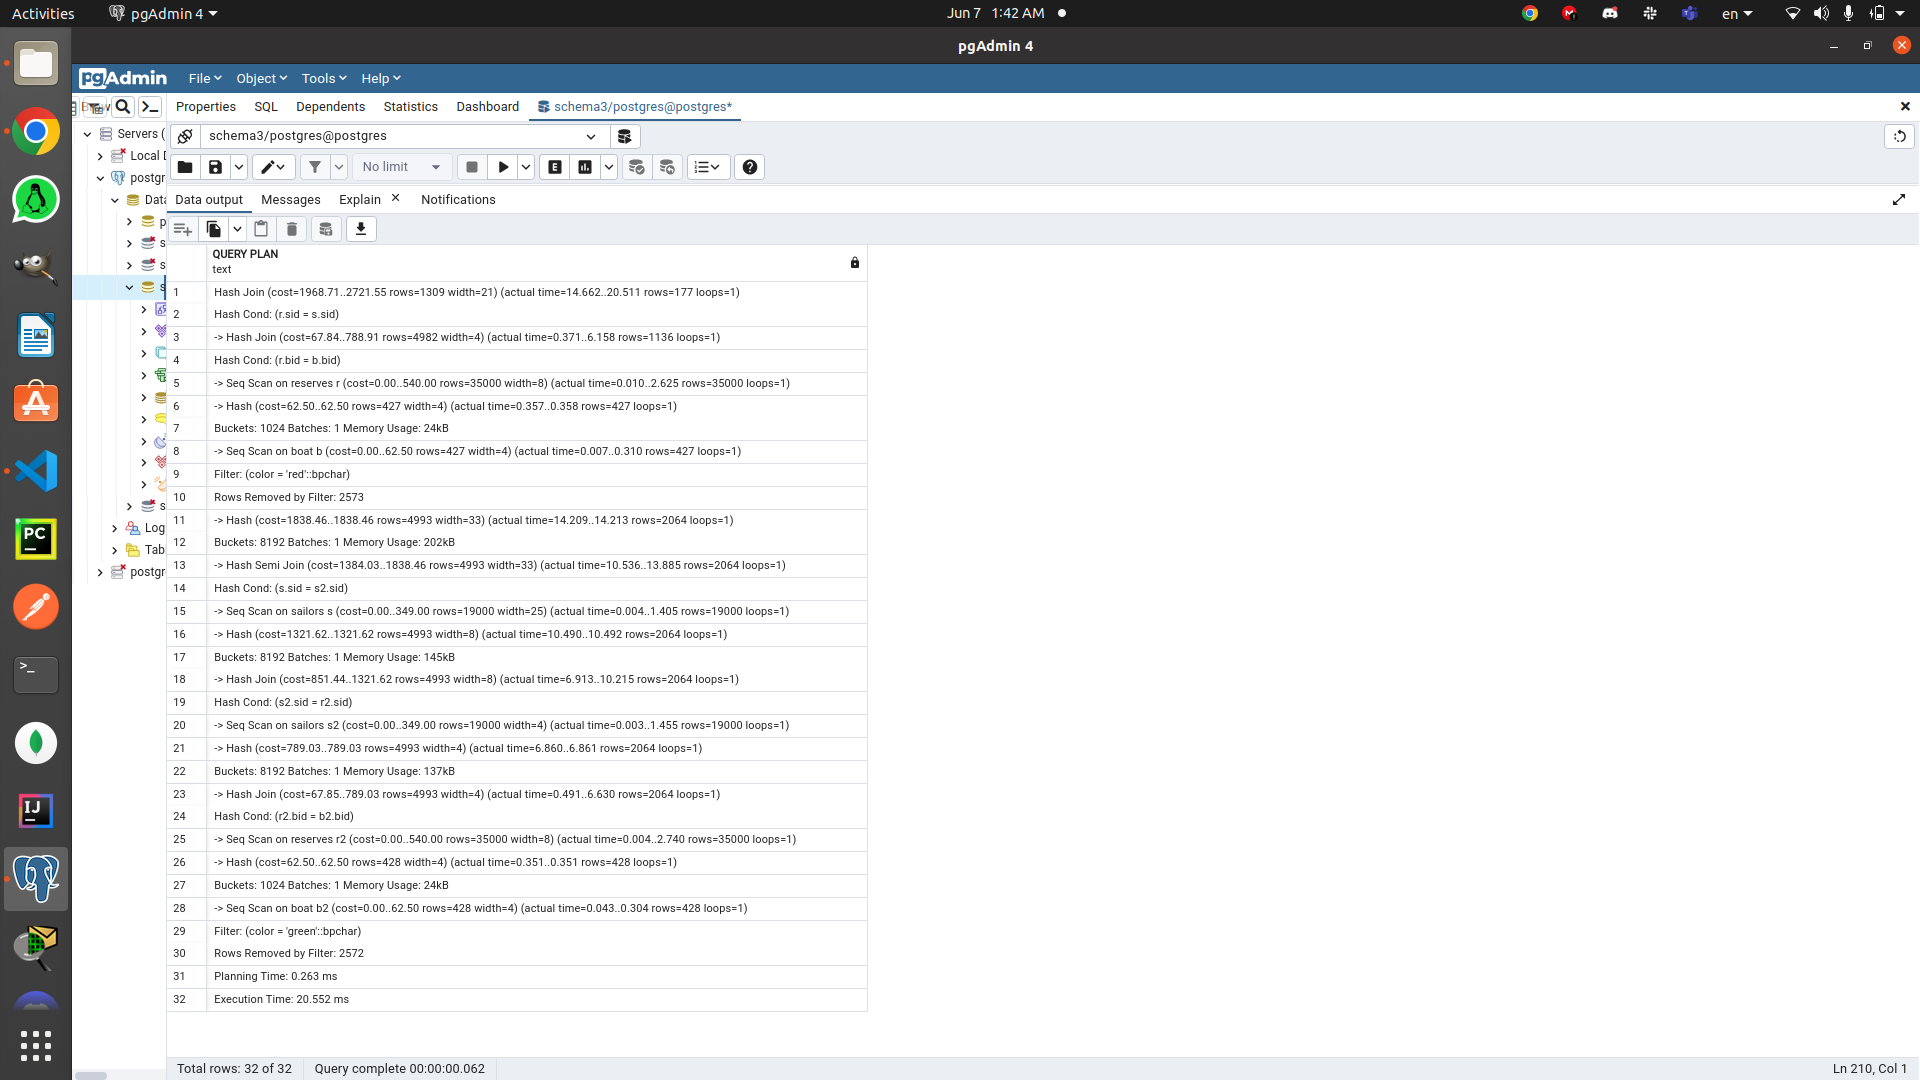 Activities
pgAdmin 4
Jun 7 1:42 AM
en
pgAdmin 4
pgAdmin
File
Object
Tools
Help
Properties
SQL
Dependents
Statistics
Dashboard
schema3/postgres@postgres*
schema3/postgres@postgres
No limit
Data output
Messages
Explain
Notifications
Servers (
Local D
postgr
Data
p
s
s
s
s
Log
Tab
postgr
QUERY PLAN
text
1 Hash Join (cost=1968.71..2721.55 rows=1309 width=21) (actual time=14.662..20.511 rows=177 loops=1)
2 Hash Cond: (r.sid = s.sid)
3 -> Hash Join (cost=67.84..788.91 rows=4982 width=4) (actual time=0.371..6.158 rows=1136 loops=1)
4 Hash Cond: (r.bid = b.bid)
5 -> Seq Scan on reserves r (cost=0.00..540.00 rows=35000 width=8) (actual time=0.010..2.625 rows=35000 loops=1)
6 -> Hash (cost=62.50..62.50 rows=427 width=4) (actual time=0.357..0.358 rows=427 loops=1)
7 Buckets: 1024 Batches: 1 Memory Usage: 24kB
8 -> Seq Scan on boat b (cost=0.00..62.50 rows=427 width=4) (actual time=0.007..0.310 rows=427 loops=1)
9 Filter: (color = 'red'::bpchar)
10 Rows Removed by Filter: 2573
11 -> Hash (cost=1838.46..1838.46 rows=4993 width=33) (actual time=14.209..14.213 rows=2064 loops=1)
12 Buckets: 8192 Batches: 1 Memory Usage: 202kB
13 -> Hash Semi Join (cost=1384.03..1838.46 rows=4993 width=33) (actual time=10.536..13.885 rows=2064 loops=1)
14 Hash Cond: (s.sid = s2.sid)
15 -> Seq Scan on sailors s (cost=0.00..349.00 rows=19000 width=25) (actual time=0.004..1.405 rows=19000 loops=1)
16 -> Hash (cost=1321.62..1321.62 rows=4993 width=8) (actual time=10.490..10.492 rows=2064 loops=1)
17 Buckets: 8192 Batches: 1 Memory Usage: 145kB
18 -> Hash Join (cost=851.44..1321.62 rows=4993 width=8) (actual time=6.913..10.215 rows=2064 loops=1)
19 Hash Cond: (s2.sid = r2.sid)
20 -> Seq Scan on sailors s2 (cost=0.00..349.00 rows=19000 width=4) (actual time=0.003..1.455 rows=19000 loops=1)
21 -> Hash (cost=789.03..789.03 rows=4993 width=4) (actual time=6.860..6.861 rows=2064 loops=1)
22 Buckets: 8192 Batches: 1 Memory Usage: 137kB
23 -> Hash Join (cost=67.85..789.03 rows=4993 width=4) (actual time=0.491..6.630 rows=2064 loops=1)
24 Hash Cond: (r2.bid = b2.bid)
25 -> Seq Scan on reserves r2 (cost=0.00..540.00 rows=35000 width=8) (actual time=0.004..2.740 rows=35000 loops=1)
26 -> Hash (cost=62.50..62.50 rows=428 width=4) (actual time=0.351..0.351 rows=428 loops=1)
27 Buckets: 1024 Batches: 1 Memory Usage: 24kB
28 -> Seq Scan on boat b2 (cost=0.00..62.50 rows=428 width=4) (actual time=0.043..0.304 rows=428 loops=1)
29 Filter: (color = 'green'::bpchar)
30 Rows Removed by Filter: 2572
31 Planning Time: 0.263 ms
32 Execution Time: 20.552 ms
Total rows: 32 of 32
Query complete 00:00:00.062
Ln 210, Col 1
PC
IJ